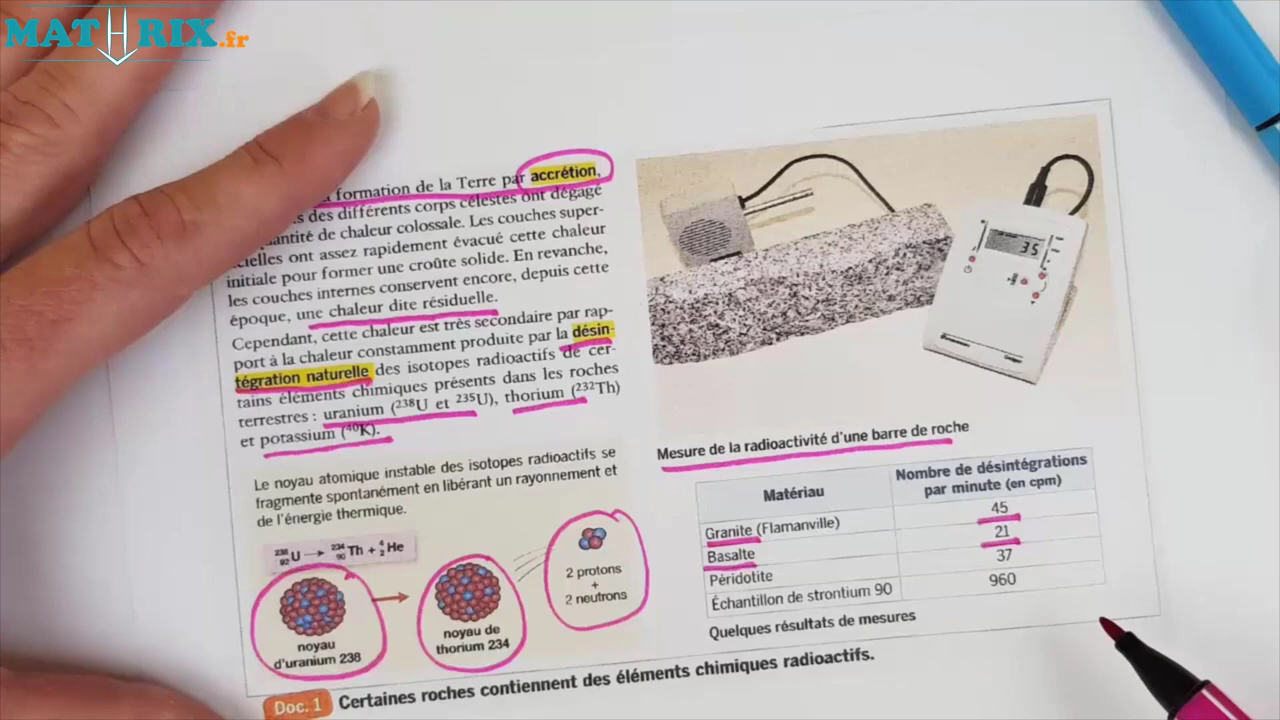 MATHRIX.fr
formation de la Terre par accrétion,
des différents corps célestes ont dégagé
quantité de chaleur colossale. Les couches super-
ont assez rapidement évacué cette chaleur
initiale pour former une croûte solide. En revanche,
les couches internes conservent encore, depuis cette
époque, une chaleur dite résiduelle.
Cependant, cette chaleur est très secondaire par rap-
port à la chaleur constamment produite par la désin-
tégration naturelle des isotopes radioactifs de cer-
tains éléments chimiques présents dans les roches
terrestres : uranium (²³⁸U et ²³⁵U), thorium (²³²Th)
et potassium (⁴⁰K).
Le noyau atomique instable des isotopes radioactifs se
fragmente spontanément en libérant un rayonnement et
de l'énergie thermique.
²³⁸₉₂U → ²³⁴₉₀Th + ⁴₂He
noyau
d'uranium 238
noyau de
thorium 234
2 protons
+
2 neutrons
35
Mesure de la radioactivité d'une barre de roche
Matériau
Nombre de désintégrations
par minute (en cpm)
Granite (Flamanville) 45
Basalte 21
Péridotite 37
Échantillon de strontium 90 960
Quelques résultats de mesures
Doc. 1 Certaines roches contiennent des éléments chimiques radioactifs.